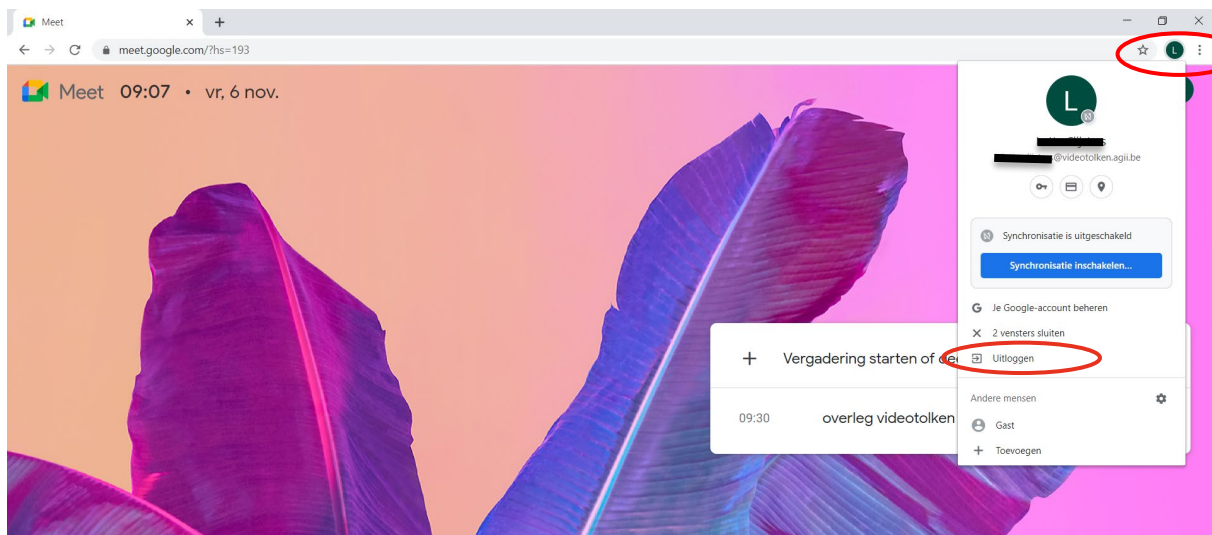 Meet
meet.google.com/?hs=193
L
Meet 09:07 • vr, 6 nov.
L
@videotolken.agii.be
Synchronisatie is uitgeschakeld
Synchronisatie inschakelen...
G Je Google-account beheren
2 vensters sluiten
Vergadering starten of
Uitloggen
Andere mensen
09:30 overleg videotolken
Gast
Toevoegen